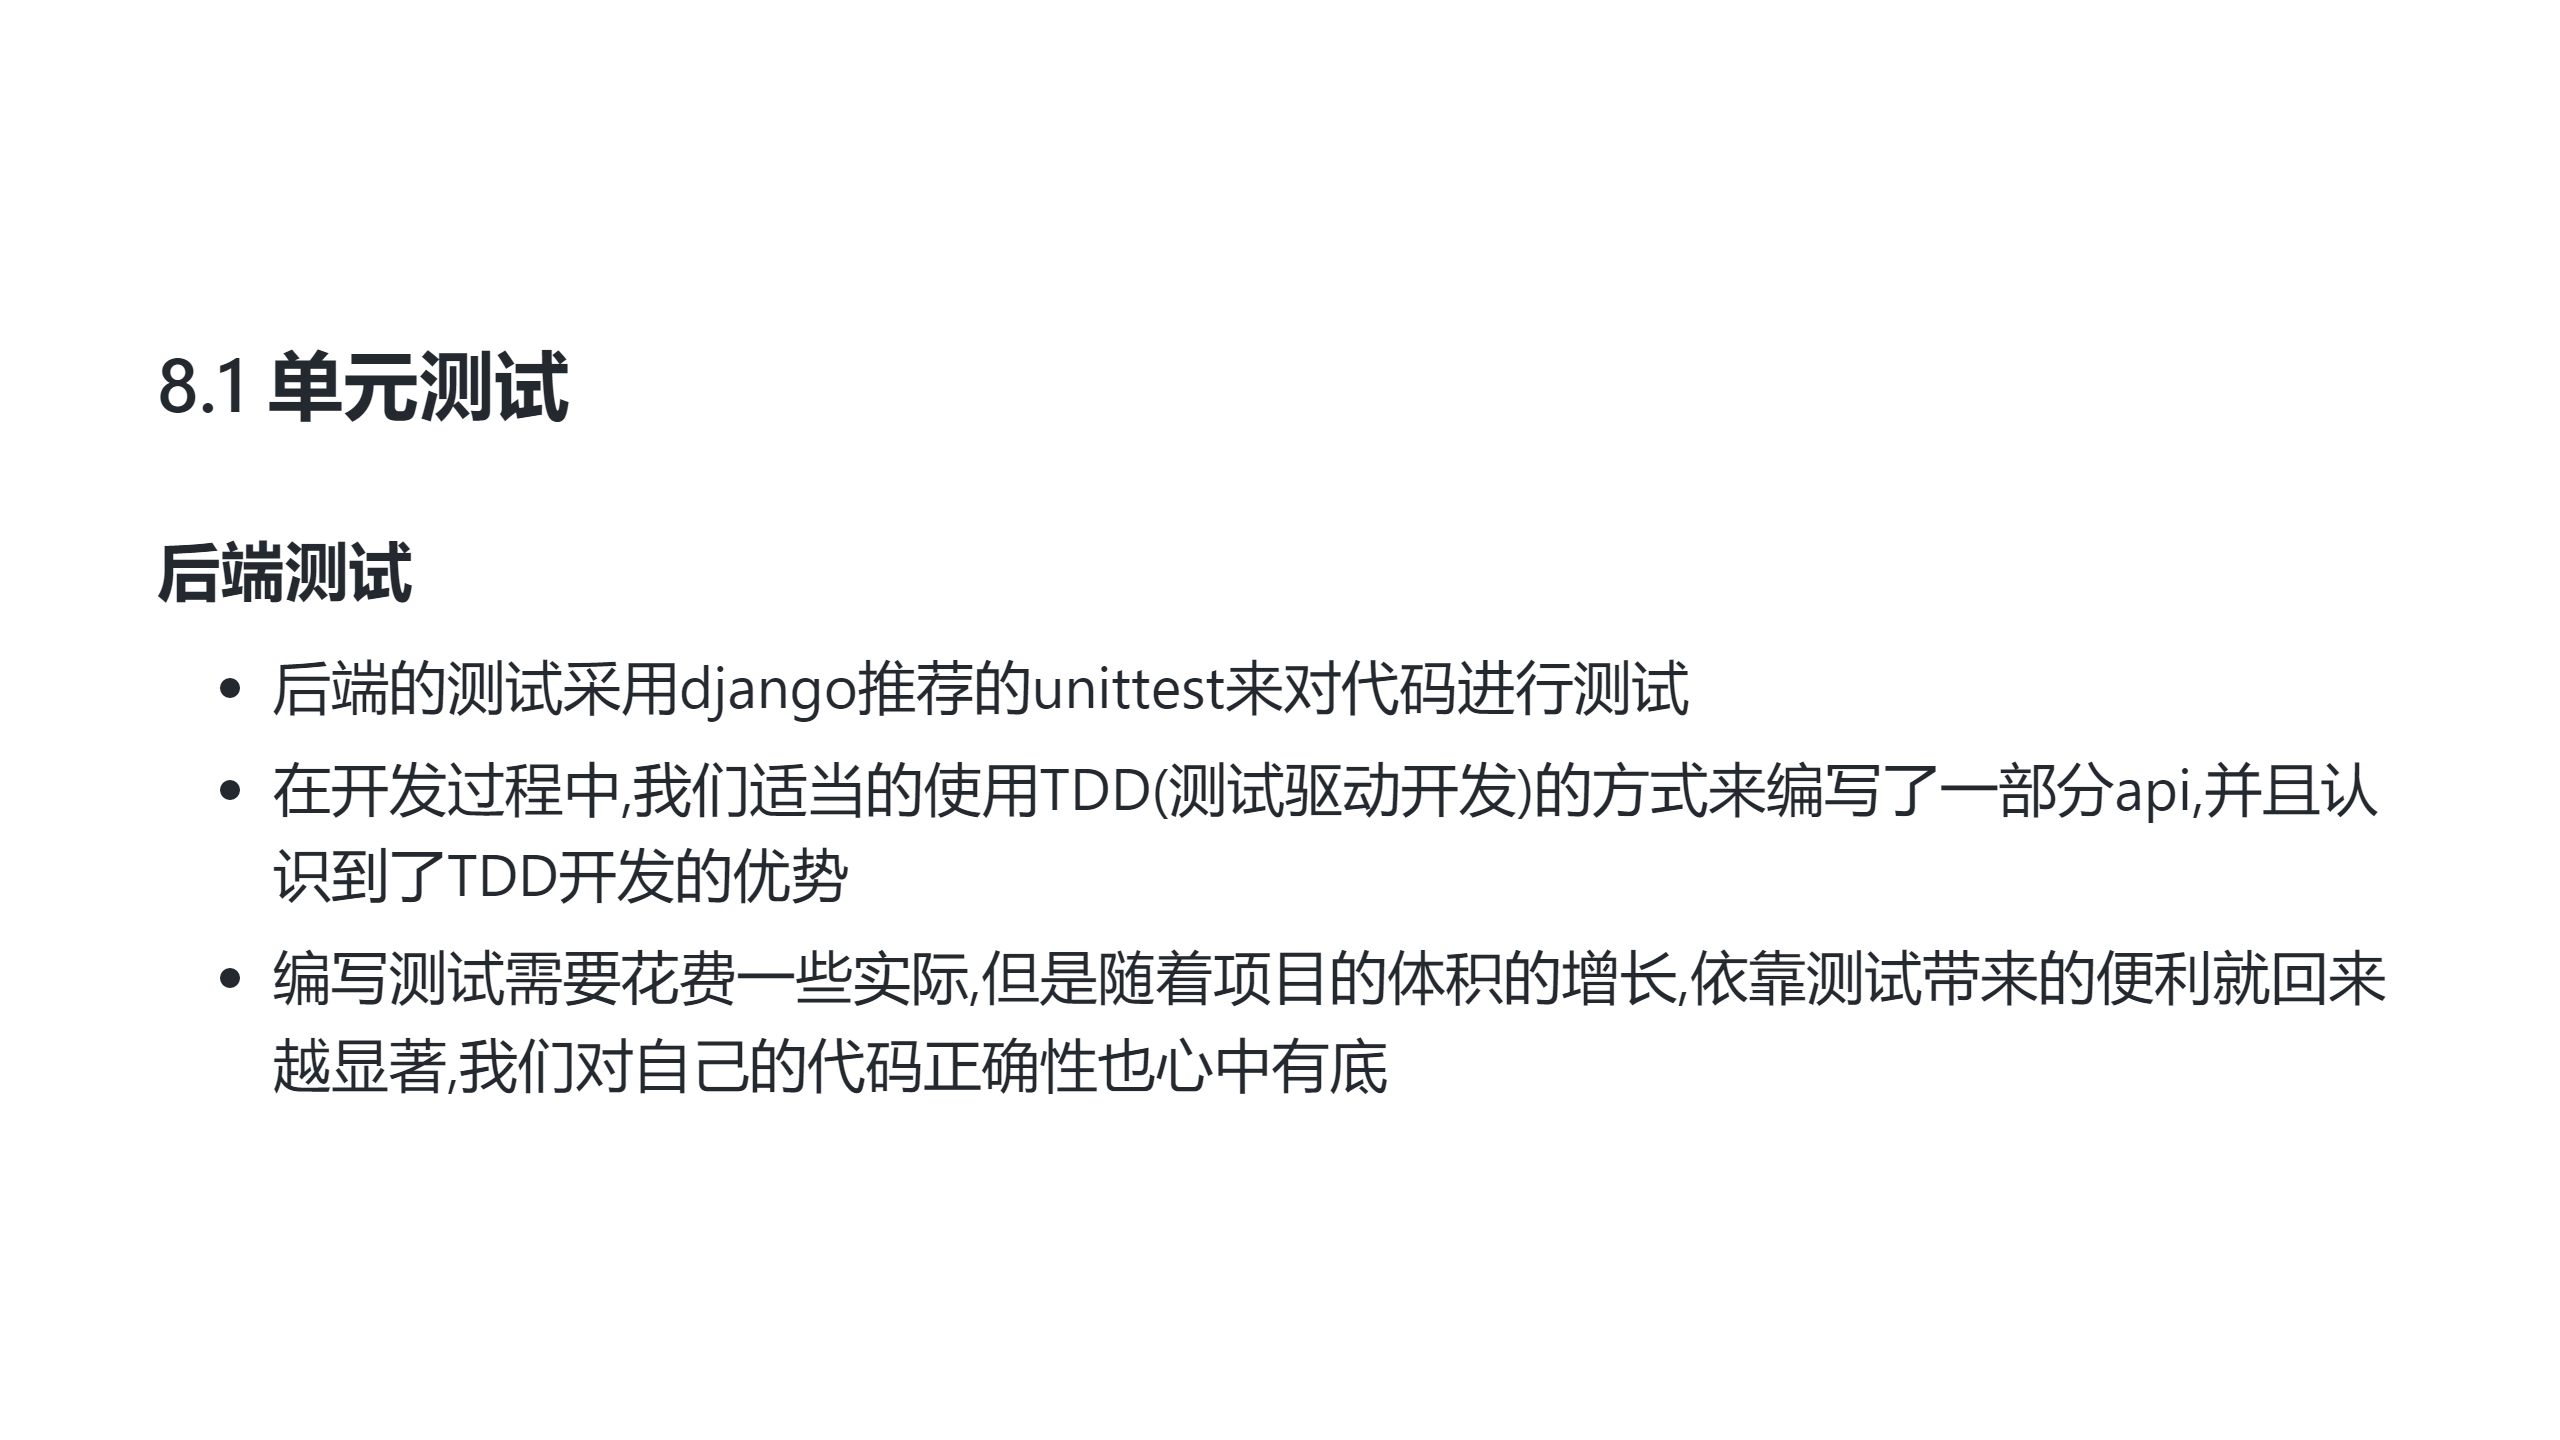 8.1 单元测试
后端测试
• 后端的测试采用django推荐的unittest来对代码进行测试
• 在开发过程中,我们适当的使用TDD(测试驱动开发)的方式来编写了一部分api,并且认
识到了TDD开发的优势
• 编写测试需要花费一些实际,但是随着项目的体积的增长,依靠测试带来的便利就回来
越显著,我们对自己的代码正确性也心中有底